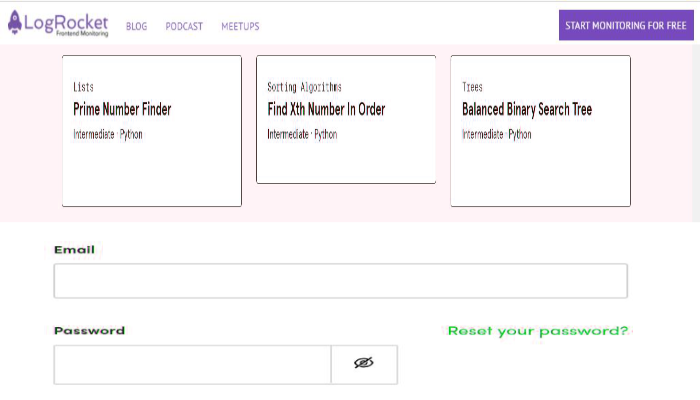 LogRocket
Frontend Monitoring
BLOG PODCAST MEETUPS
START MONITORING FOR FREE
Lists
Prime Number Finder
Intermediate · Python
Sorting Algorithms
Find Xth Number In Order
Intermediate · Python
Trees
Balanced Binary Search Tree
Intermediate · Python
Email
Password
Reset your password?